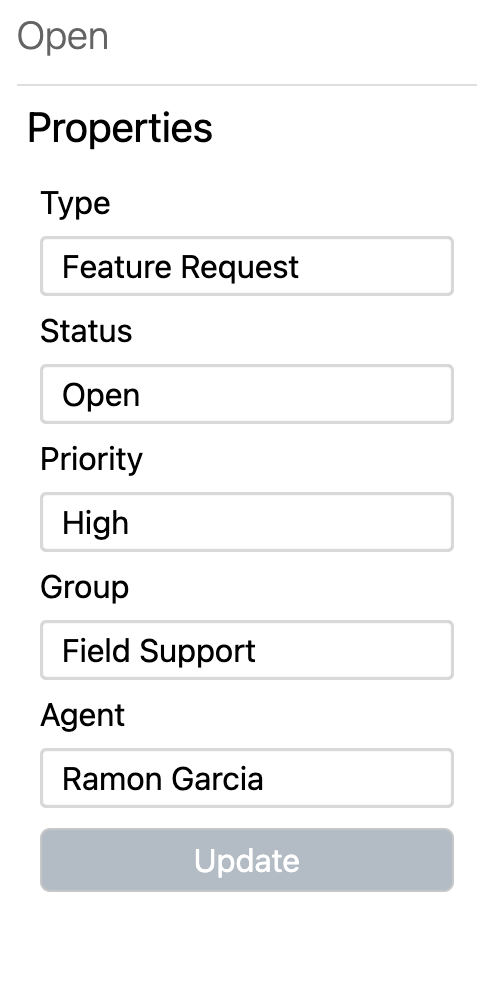 Open
Properties
Type
Feature Request
Status
Open
Priority
High
Group
Field Support
Agent
Ramon Garcia
Update